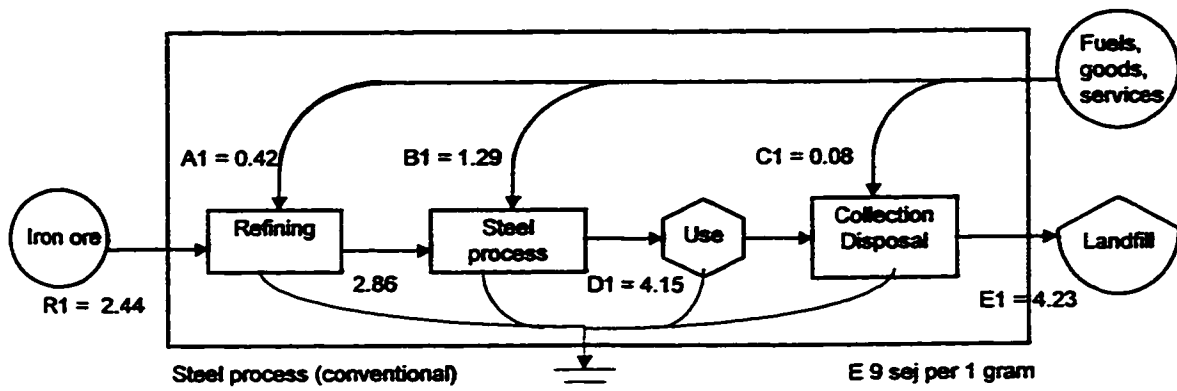 Fuels,
goods,
services
A1 = 0.42
B1 = 1.29
C1 = 0.08
Iron ore
Refining
Steel
process
Use
Collection
Disposal
Landfill
R1 = 2.44
2.86
D1 = 4.15
E1 = 4.23
Steel process (conventional)
E 9 sej per 1 gram